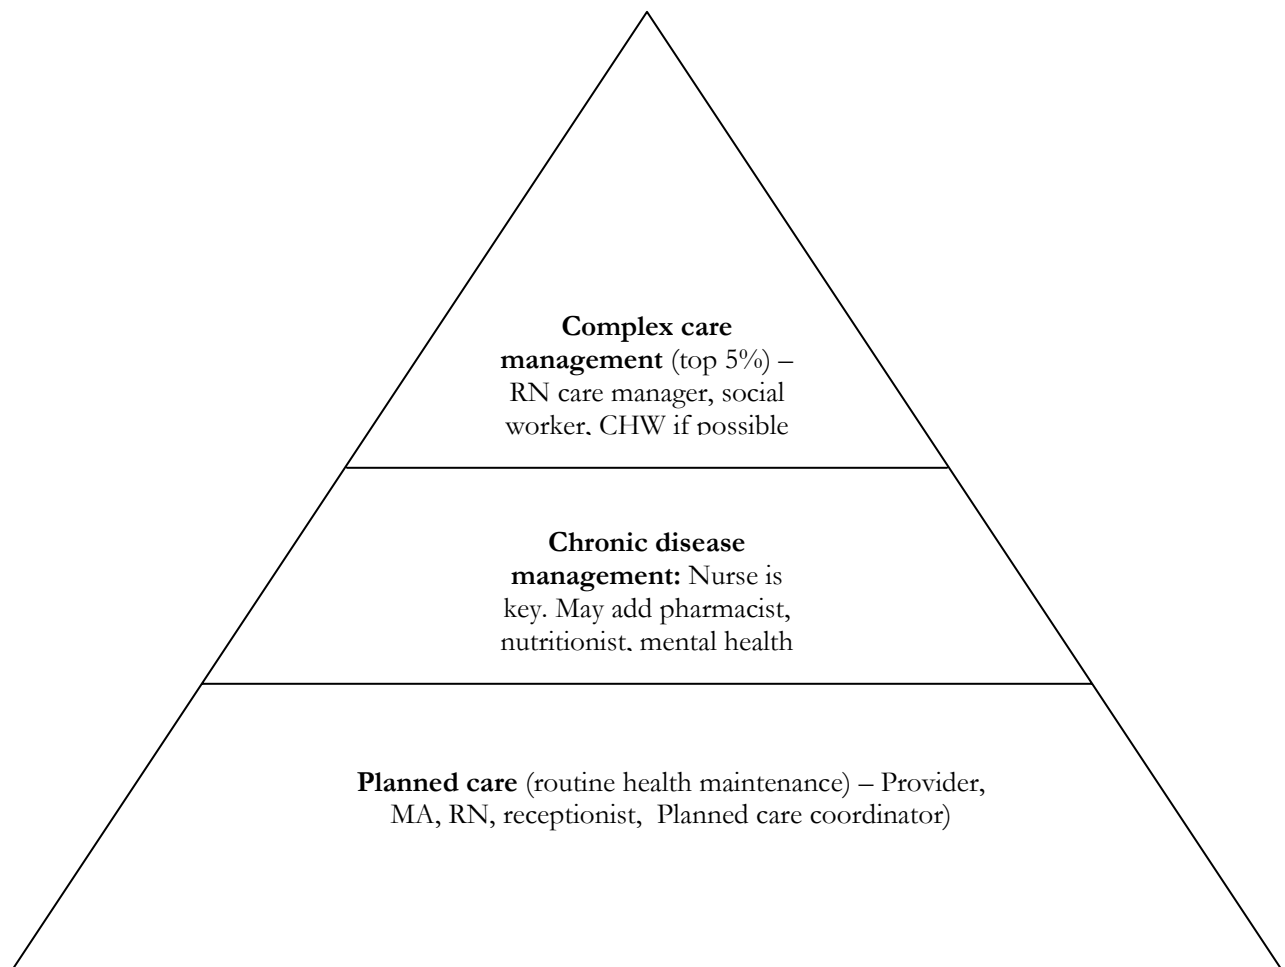 Complex care
management (top 5%) –
RN care manager, social
worker, CHW if possible
Chronic disease
management: Nurse is
key. May add pharmacist,
nutritionist, mental health
Planned care (routine health maintenance) – Provider,
MA, RN, receptionist,  Planned care coordinator)